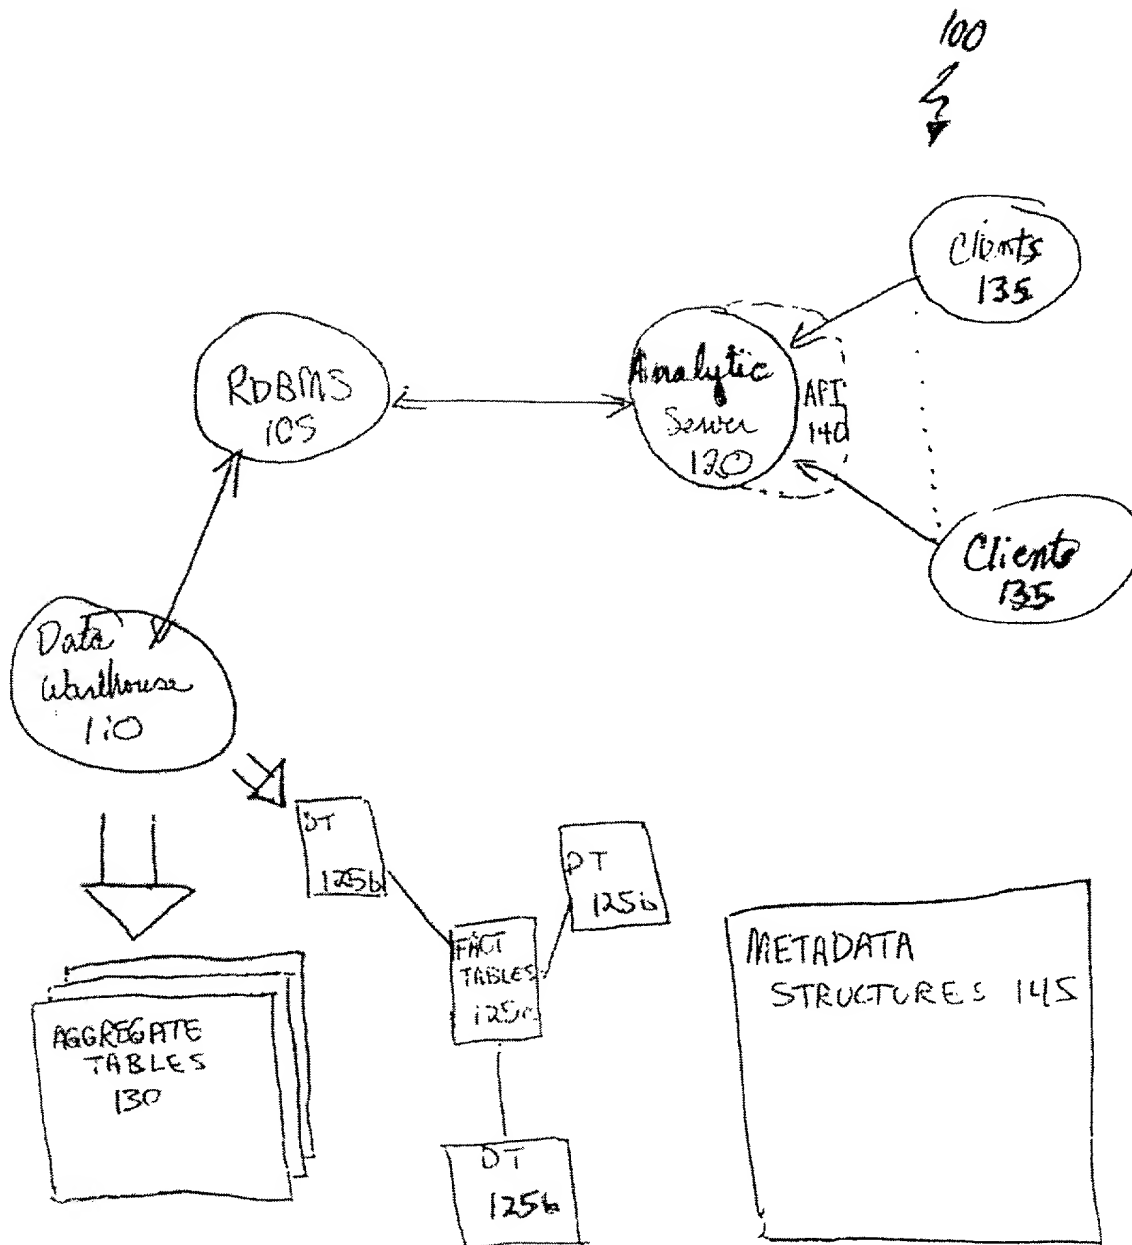 100
Clients
135
RDBMS
105
Analytic
Server
120
API
140
Clients
135
Data
Warehouse
110
DT
125b
DT
125b
FACT
TABLES
METADATA
STRUCTURES 145
AGGREGATE
TABLES
130
DT
125b